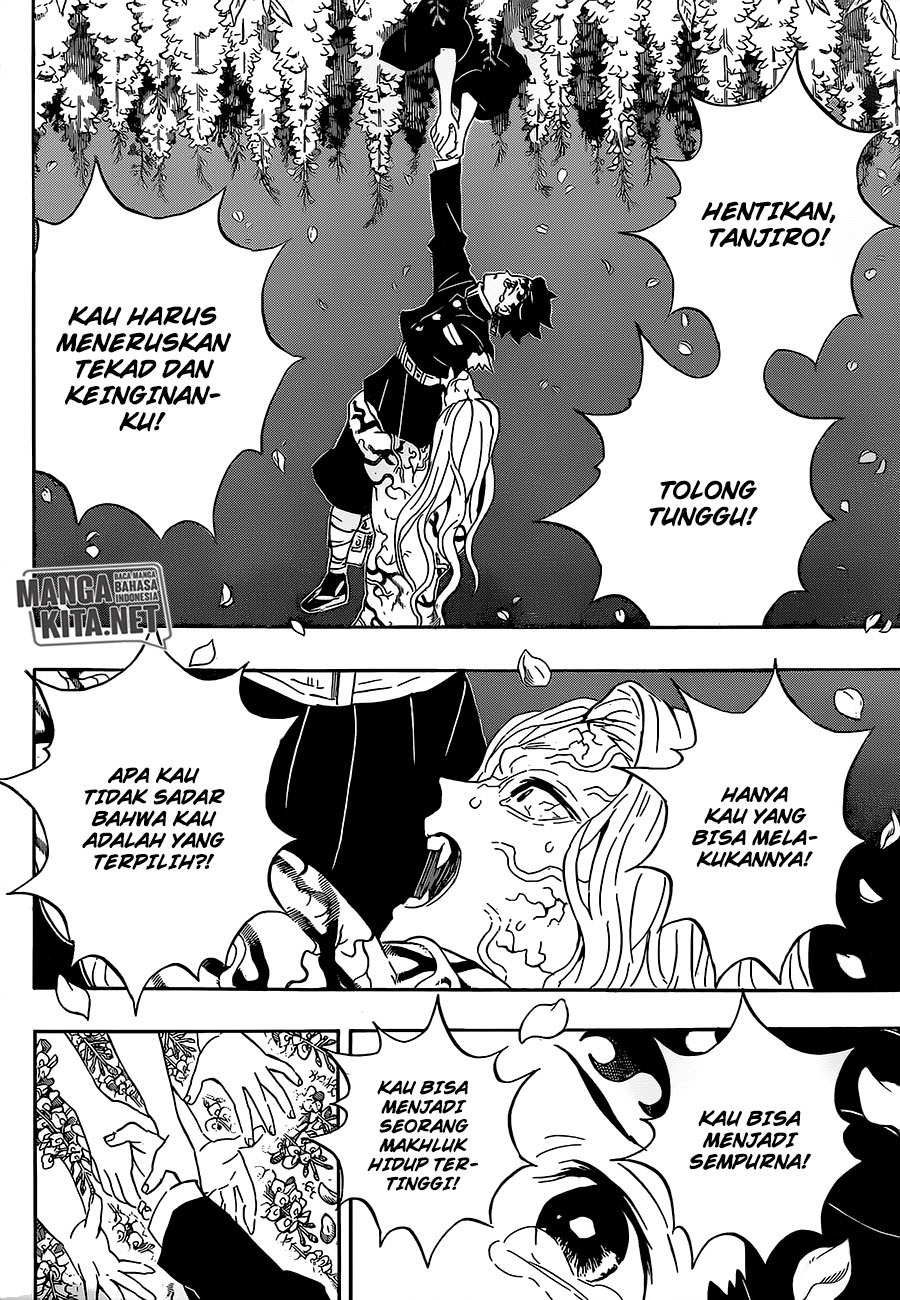 HENTIKAN,
TANJIRO!
TOLONG
TUNGGU!
KAU HARUS
MENERUSKAN
TEKAD DAN
KEINGINAN-
KU!
MANGA
KITA.NET
BACA MANGA
BAHASA
INDONESIA
HANYA
KAU YANG
BISA MELA-
KUKANNYA!
APA KAU
TIDAK SADAR
BAHWA KAU
ADALAH YANG
TERPILIH?!
KAU BISA
MENJADI
SEMPURNA!
KAU BISA
MENJADI
SEORANG
MAKHLUK
HIDUP TER-
TINGGI!